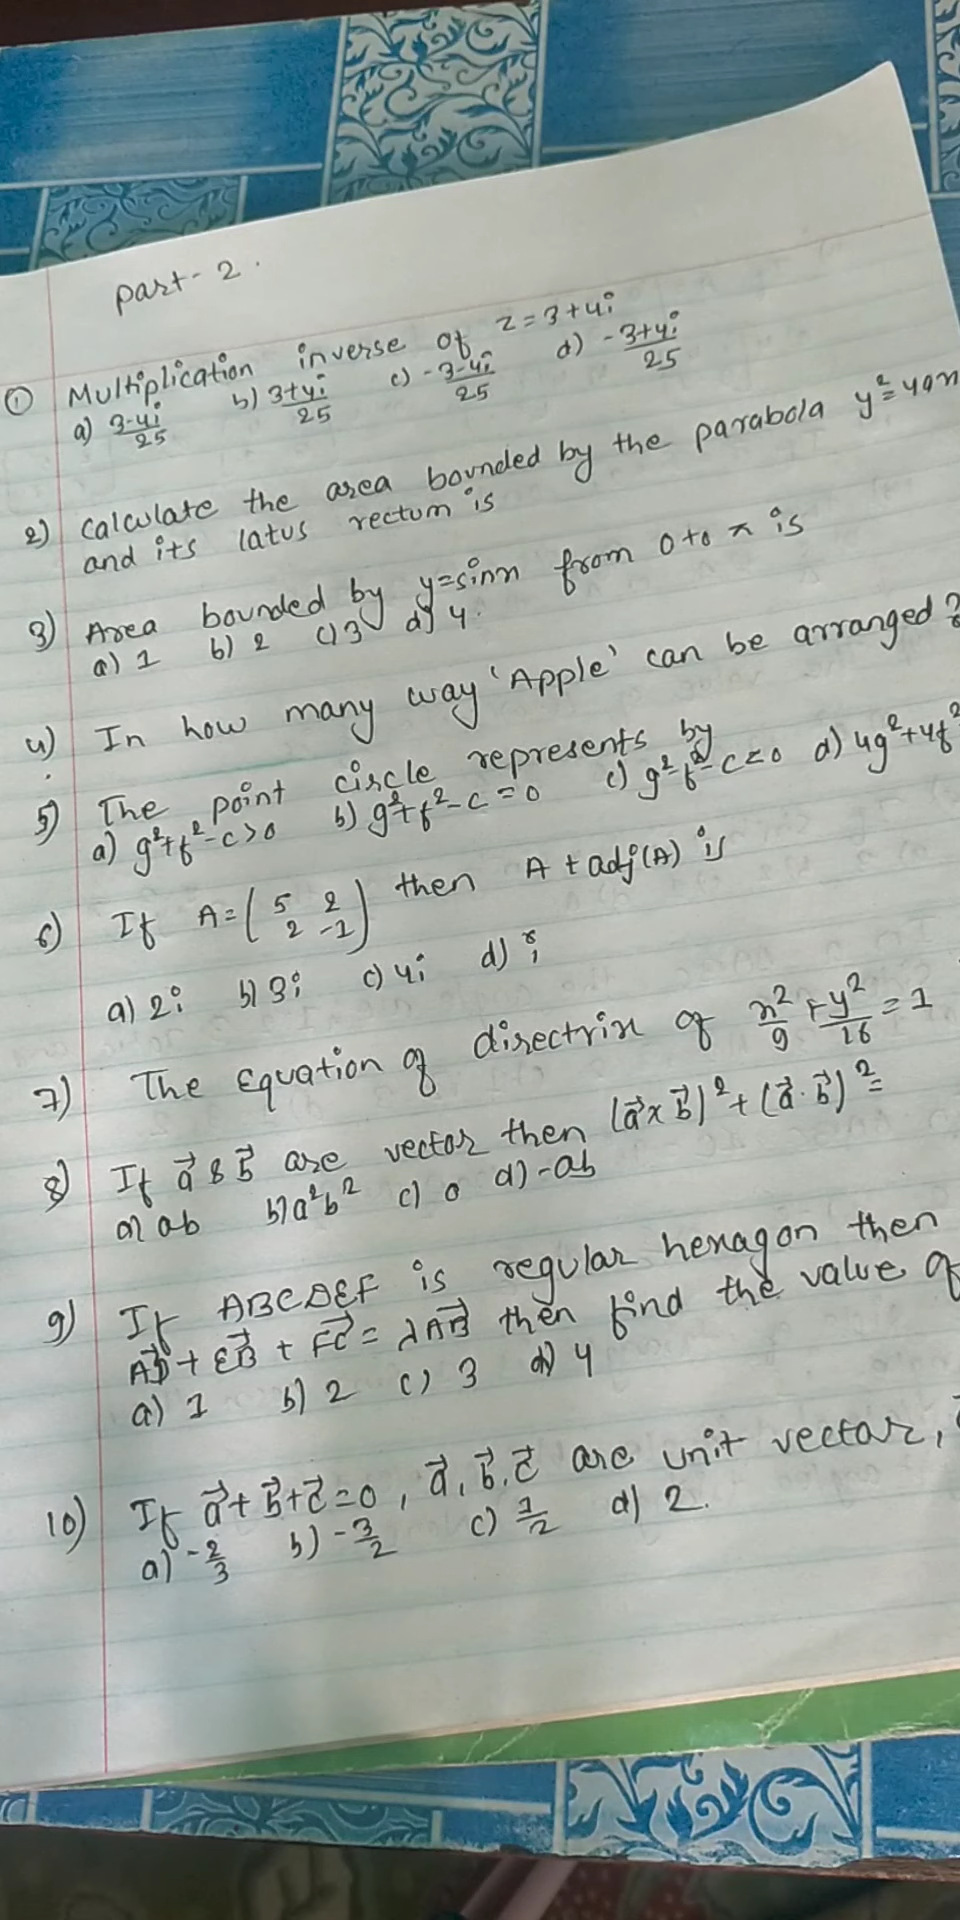 part-2.
① Multiplication inverse of z=3+4i
a) 3-4i/25 b) 3+4i/25 c) -3-4i/25 d) -3+4i/25
2) Calculate the area bounded by the parabola y²=4ax
and its latus rectum is
3) Area bounded by y=sinx from 0 to π is
a) 1 b) 2 c) 3 d) 4.
4) In how many way 'Apple' can be arranged?
5) The point circle represents by
a) g²+f²-c>0 b) g²+f²-c=0 c) g²-f²-c=0 d) 4g²+4f²
6) If A=(5 2
2 -1) then A+adj(A) is
a) 2i b) 3i c) 4i d) i
7) The Equation of directrix of x²/9+y²/16=1
8) If a⃗ & b⃗ are vector then (a⃗×b⃗)²+(a⃗.b⃗)²=
a) ab b) a²b² c) 0 d) -ab
9) If ABCDEF is regular hexagon then
AD⃗+EB⃗+FC⃗=λAB⃗ then find the value of
a) 1 b) 2 c) 3 d) 4
10) If a⃗+b⃗+c⃗=0, a⃗,b⃗,c⃗ are unit vector,
a) -2/3 b) -3/2 c) 1/2 d) 2.